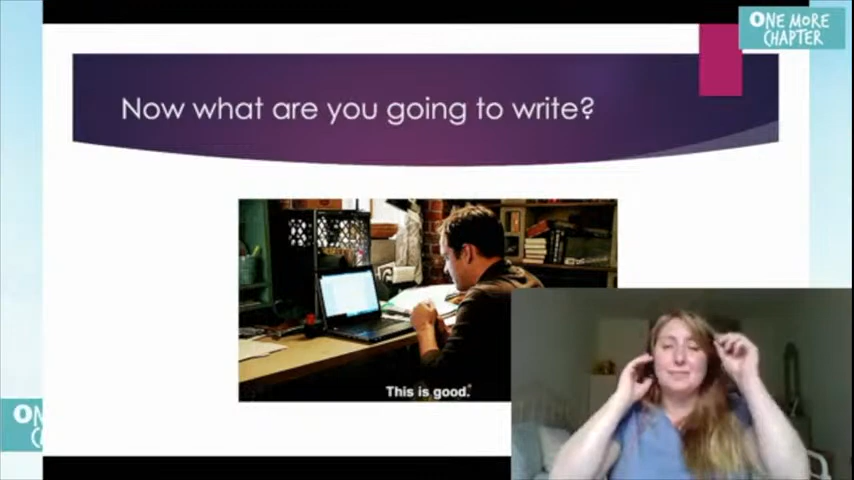 ONE MORE
CHAPTER
Now what are you going to write?
This is good.